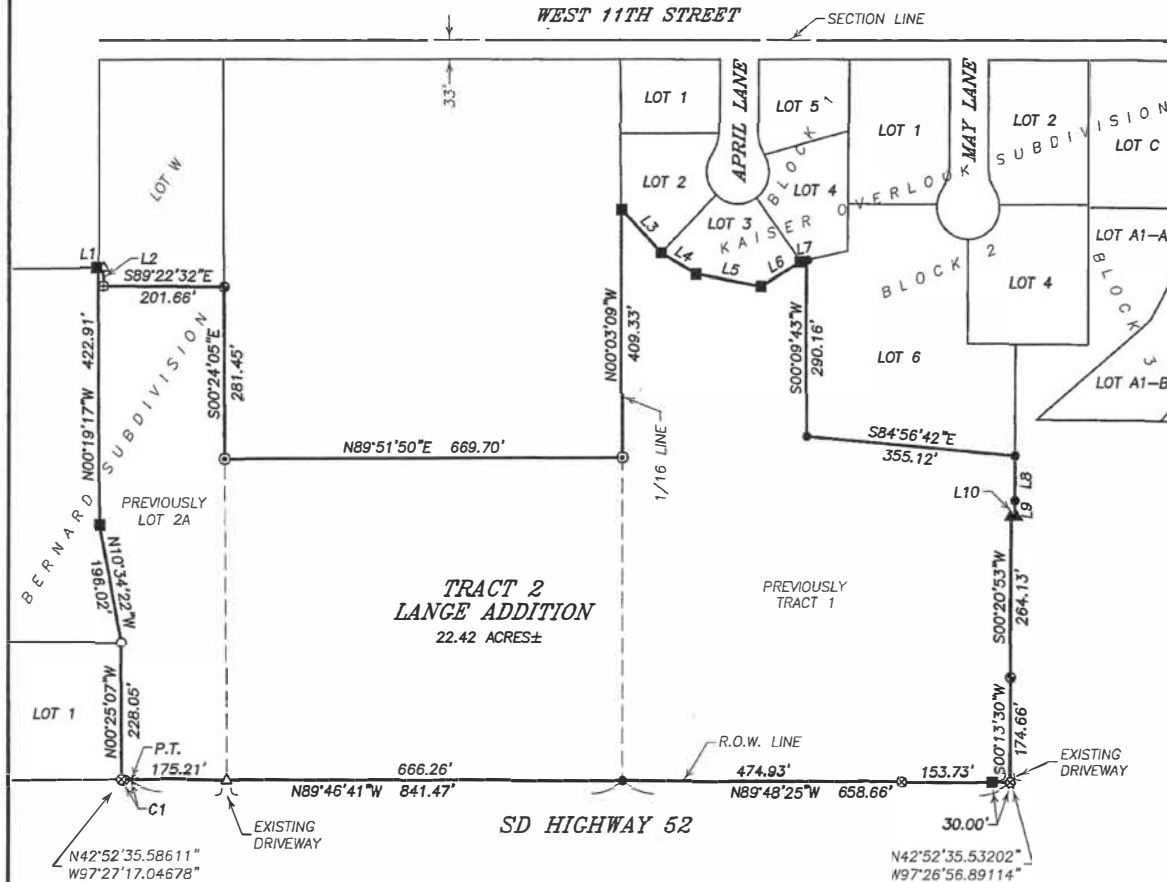 WEST 11TH STREET
SECTION LINE
33'
LOT W
LOT 1
LOT 2
LOT 3
LOT 4
LOT 5
APRIL LANE
BLOCK 1
KAISER OVERLOOK SUBDIVISION
LOT 1
MAY LANE
LOT 2
LOT C
BLOCK 2
LOT 4
LOT 6
LOT A1-A
BLOCK 3
LOT A1-B
L1
L2
S89°22'32"E
201.66'
L3
L4
L5
L6
L7
N00°19'17"W 422.91'
S00°24'05"E
281.45'
N00°03'09"W
409.33'
S00°09'43"W
290.16'
BERNARD SUBDIVISION
N89°51'50"E 669.70'
1/16 LINE
S84°56'42"E
355.12'
L8
L9
L10
PREVIOUSLY
LOT 2A
N10°34'22"W
196.02'
TRACT 2
LANGE ADDITION
22.42 ACRES±
PREVIOUSLY
TRACT 1
S00°20'53"W
264.13'
LOT 1
N00°25'07"W
228.05'
S00°13'30"W
174.66'
P.T.
175.21'
666.26'
R.O.W. LINE
474.93'
153.73'
EXISTING
DRIVEWAY
C1
N89°46'41"W 841.47'
N89°48'25"W 658.66'
30.00'
EXISTING
DRIVEWAY
SD HIGHWAY 52
N42°52'35.58611"
W97°27'17.04678"
N42°52'35.53202"
W97°26'56.89114"